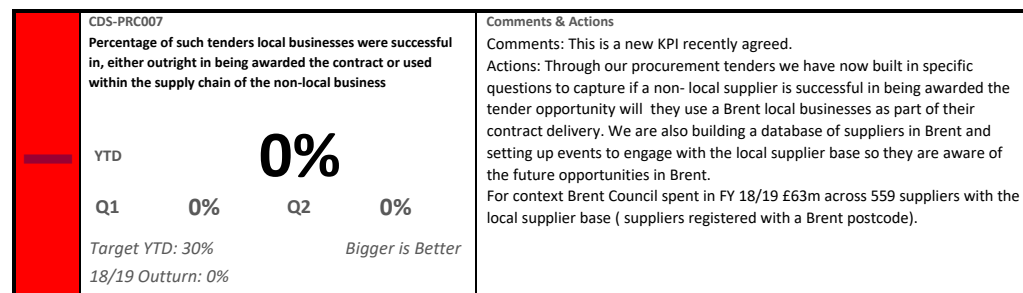 CDS-PRC007
Percentage of such tenders local businesses were successful
in, either outright in being awarded the contract or used
within the supply chain of the non-local business
YTD 0%
Q1 0% Q2 0%
Target YTD: 30% Bigger is Better
18/19 Outturn: 0%
Comments & Actions
Comments: This is a new KPI recently agreed.
Actions: Through our procurement tenders we have now built in specific
questions to capture if a non- local supplier is successful in being awarded the
tender opportunity will they use a Brent local businesses as part of their
contract delivery. We are also building a database of suppliers in Brent and
setting up events to engage with the local supplier base so they are aware of
the future opportunities in Brent.
For context Brent Council spent in FY 18/19 £63m across 559 suppliers with the
local supplier base ( suppliers registered with a Brent postcode).